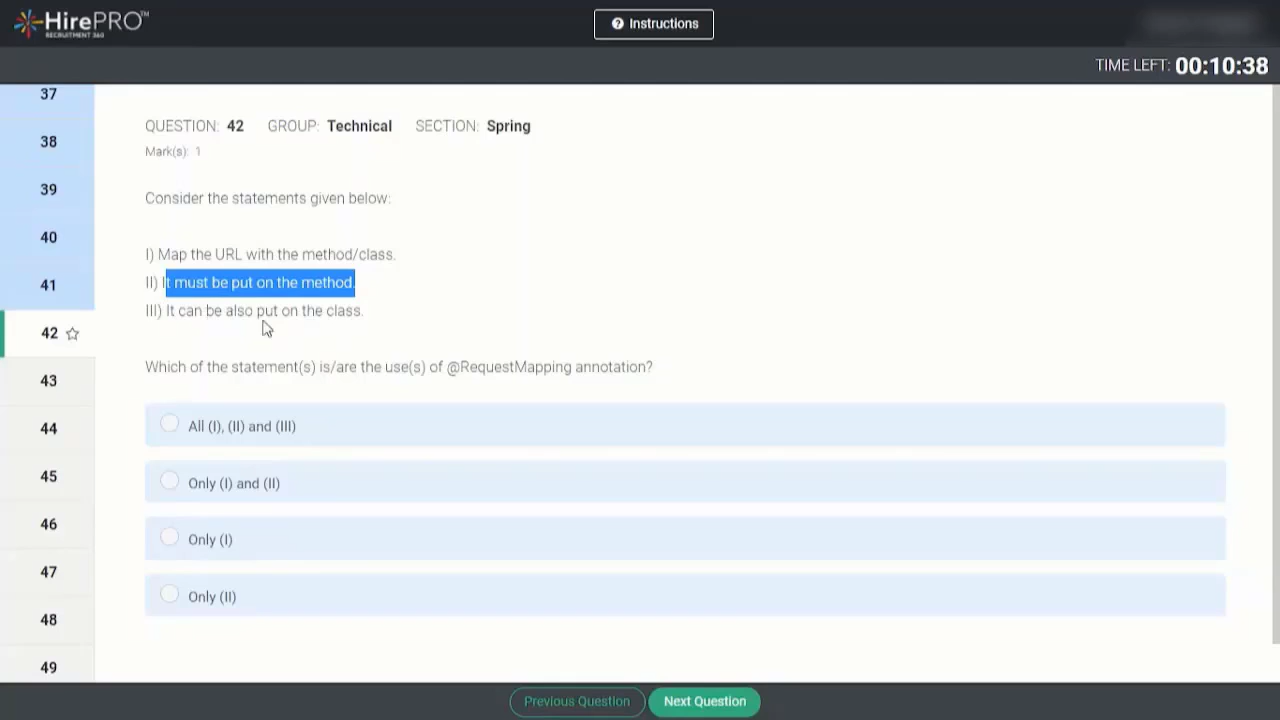 HirePRO™
RECRUITMENT 360
? Instructions
TIME LEFT: 00:10:38
37
38
39
40
41
42
43
44
45
46
47
48
49
QUESTION: 42 GROUP: Technical SECTION: Spring
Mark(s): 1
Consider the statements given below:
I) Map the URL with the method/class.
II) It must be put on the method.
III) It can be also put on the class.
Which of the statement(s) is/are the use(s) of @RequestMapping annotation?
All (I), (II) and (III)
Only (I) and (II)
Only (I)
Only (II)
Previous Question Next Question